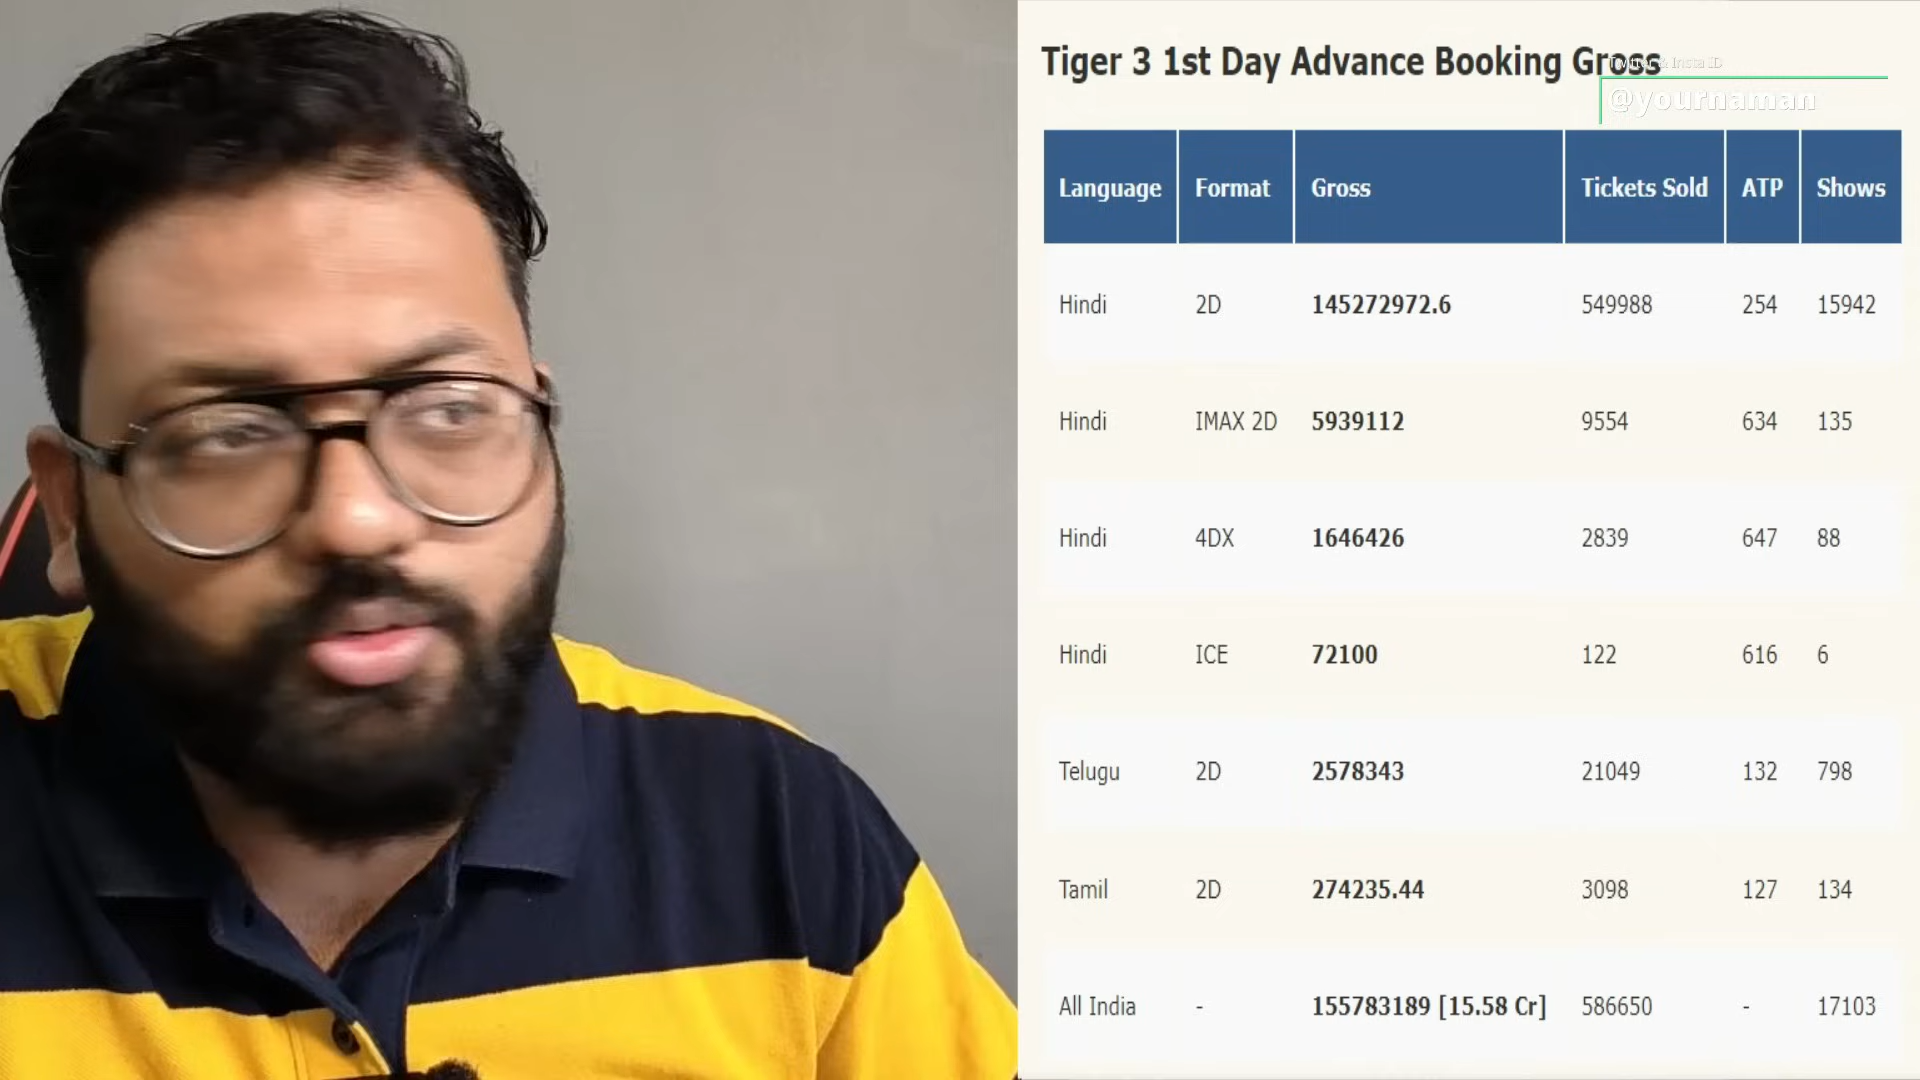 Tiger 3 1st Day Advance Booking Gross
Twitter & Insta ID
@yournaman
Language Format Gross Tickets Sold ATP Shows
Hindi 2D 145272972.6 549988 254 15942
Hindi IMAX 2D 5939112 9554 634 135
Hindi 4DX 1646426 2839 647 88
Hindi ICE 72100 122 616 6
Telugu 2D 2578343 21049 132 798
Tamil 2D 274235.44 3098 127 134
All India - 155783189 [15.58 Cr] 586650 - 17103